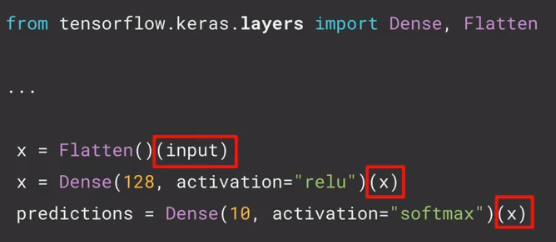 from tensorflow.keras.layers import Dense, Flatten
...
x = Flatten()(input)
x = Dense(128, activation="relu")(x)
predictions = Dense(10, activation="softmax")(x)